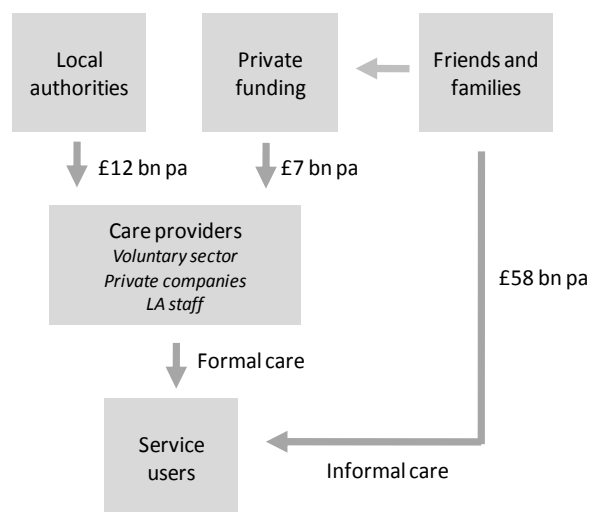 Local
authorities
Private
funding
Friends and
families
£12 bn pa
£7 bn pa
Care providers
Voluntary sector
Private companies
LA staff
£58 bn pa
Formal care
Service
users
Informal care